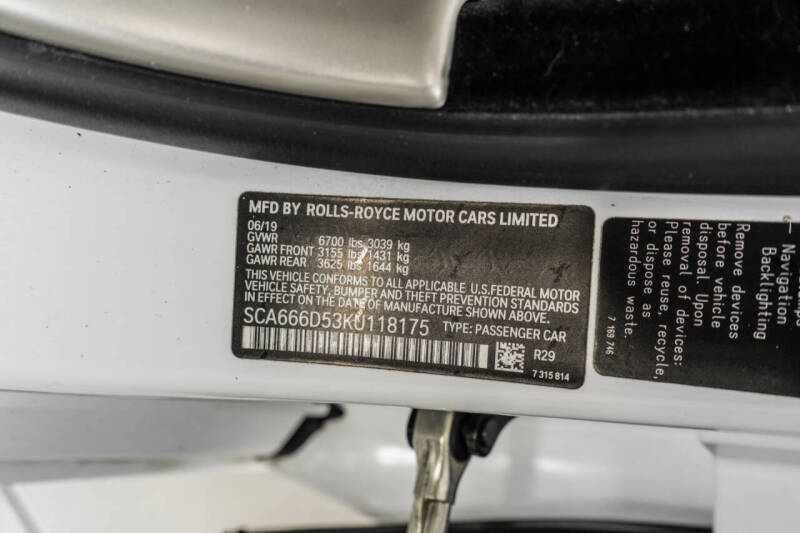 MFD BY ROLLS-ROYCE MOTOR CARS LIMITED
06/19
GVWR 6700 lbs 3039 kg
GAWR FRONT 3155 lbs 1431 kg
GAWR REAR 3625 lbs 1644 kg
THIS VEHICLE CONFORMS TO ALL APPLICABLE U.S.FEDERAL MOTOR
VEHICLE SAFETY, BUMPER AND THEFT PREVENTION STANDARDS
IN EFFECT ON THE DATE OF MANUFACTURE SHOWN ABOVE.
SCA666D53KU118175 TYPE: PASSENGER CAR
R29
7 315 814
Navigation
Backlighting
Remove devices
before vehicle
disposal. Upon
removal of devices:
Please reuse, recycle,
or dispose as
hazardous waste.
7 169 746